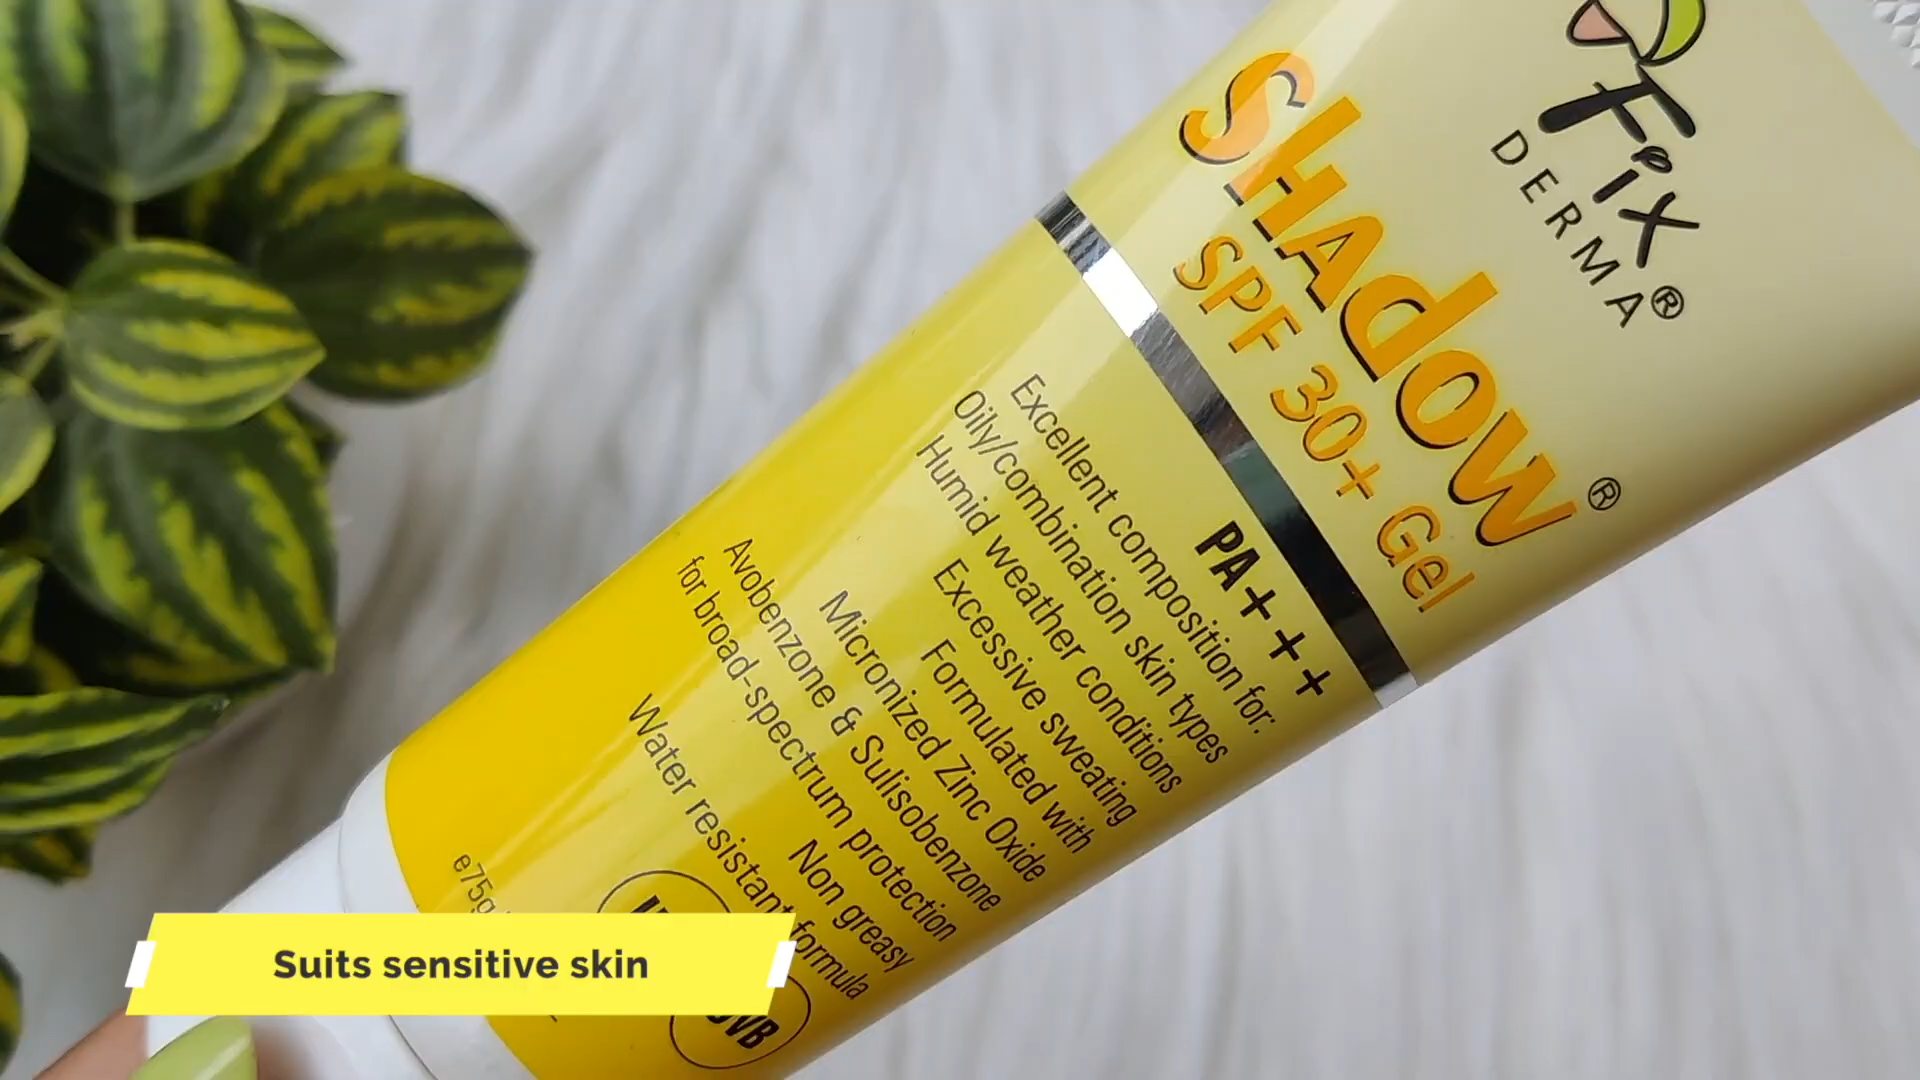 Fix
DERMA®
SHAdow®
SPF 30+ Gel
PA+++
Excellent composition for:
Oily/combination skin types
Humid weather conditions
Excessive sweating
Formulated with
Micronized Zinc Oxide
Avobenzone & Sulisobenzone
for broad-spectrum protection
Non greasy
Water resistant formula
e75g
Suits sensitive skin